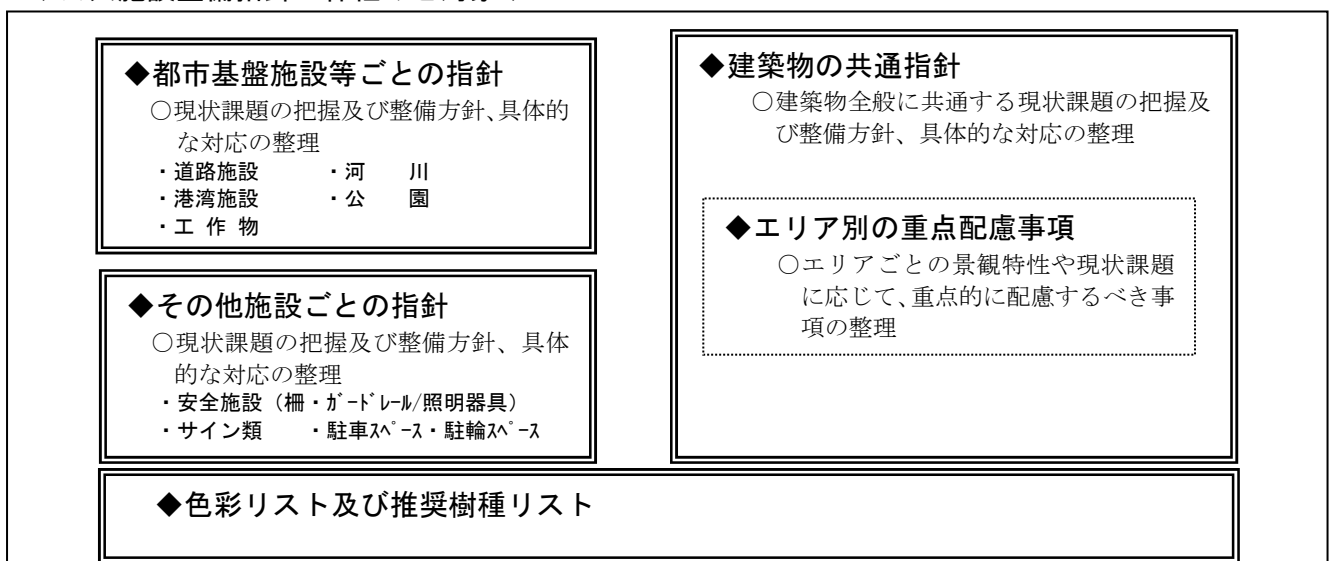 ◆都市基盤施設等ごとの指針
○現状課題の把握及び整備方針、具体的
な対応の整理
・道路施設　・河　川
・港湾施設　・公　園
・工 作 物
◆その他施設ごとの指針
○現状課題の把握及び整備方針、具体
的な対応の整理
・安全施設（柵・ｶﾞｰﾄﾞﾚｰﾙ/照明器具）
・サイン類　・駐車ｽﾍﾟｰｽ・駐輪ｽﾍﾟｰｽ
◆建築物の共通指針
○建築物全般に共通する現状課題の把握及
び整備方針、具体的な対応の整理
◆エリア別の重点配慮事項
○エリアごとの景観特性や現状課題
に応じて、重点的に配慮するべき事
項の整理
◆色彩リスト及び推奨樹種リスト